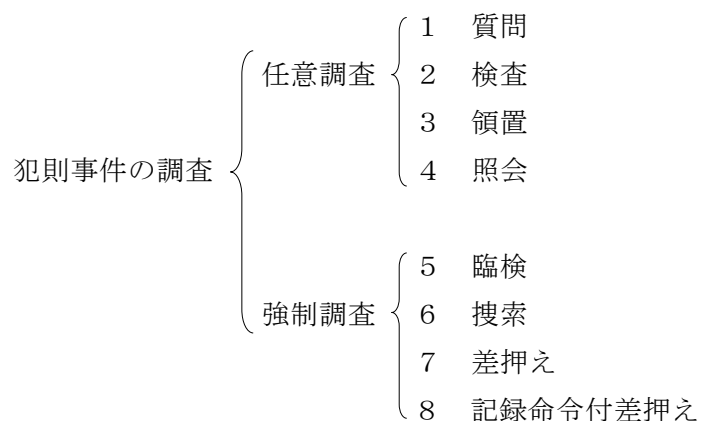 犯則事件の調査
任意調査
1 質問
2 検査
3 領置
4 照会
強制調査
5 臨検
6 捜索
7 差押え
8 記録命令付差押え